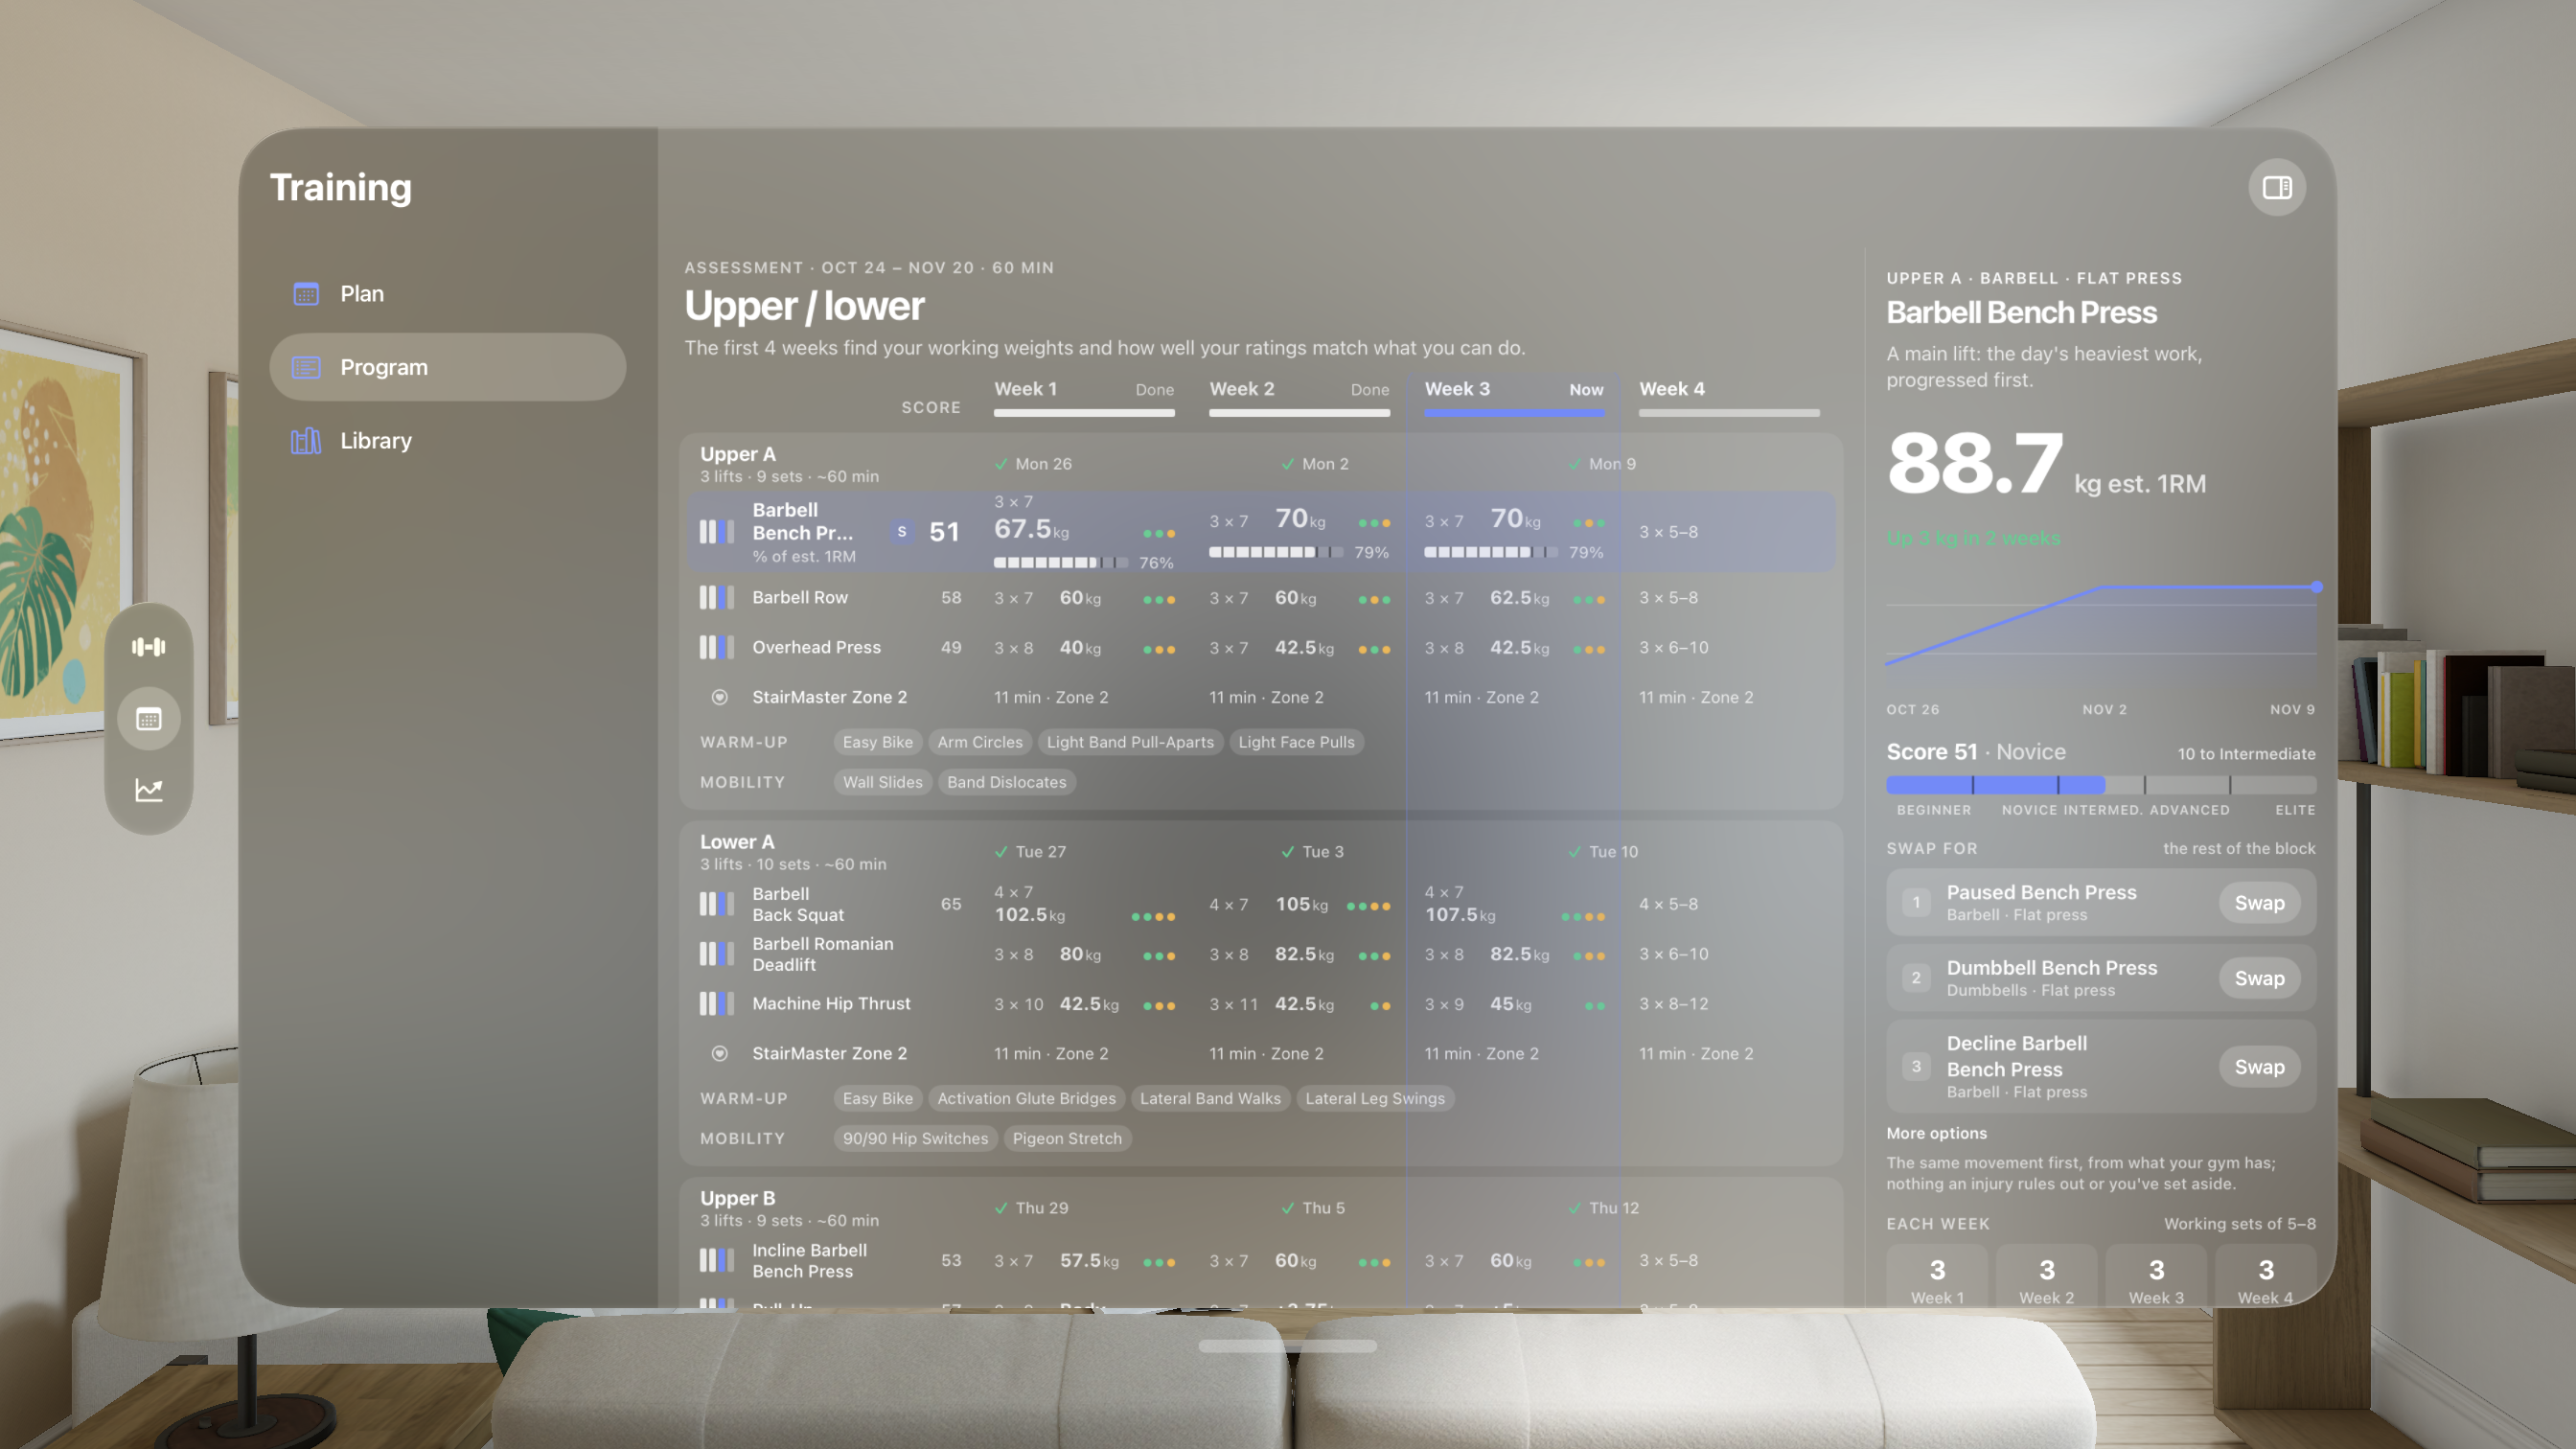 Training
Plan
Program
Library
ASSESSMENT · OCT 24 – NOV 20 · 60 MIN
Upper / lower
The first 4 weeks find your working weights and how well your ratings match what you can do.
SCORE
Week 1 Done
Week 2 Done
Week 3 Now
Week 4
Upper A
3 lifts · 9 sets · ~60 min
Mon 26
Mon 2
Mon 9
Barbell
Bench Pr...
% of est. 1RM
S 51
3 × 7
67.5kg
76%
3 × 7 70kg
79%
3 × 7 70kg
79%
3 × 5–8
Barbell Row 58 3 × 7 60kg 3 × 7 60kg 3 × 7 62.5kg 3 × 5–8
Overhead Press 49 3 × 8 40kg 3 × 7 42.5kg 3 × 8 42.5kg 3 × 6–10
StairMaster Zone 2 11 min · Zone 2 11 min · Zone 2 11 min · Zone 2 11 min · Zone 2
WARM-UP Easy Bike Arm Circles Light Band Pull-Aparts Light Face Pulls
MOBILITY Wall Slides Band Dislocates
Lower A
3 lifts · 10 sets · ~60 min
Tue 27
Tue 3
Tue 10
Barbell
Back Squat
65
4 × 7
102.5kg
4 × 7 105kg
4 × 7
107.5kg
4 × 5–8
Barbell Romanian
Deadlift
3 × 8 80kg 3 × 8 82.5kg 3 × 8 82.5kg 3 × 6–10
Machine Hip Thrust 3 × 10 42.5kg 3 × 11 42.5kg 3 × 9 45kg 3 × 8–12
StairMaster Zone 2 11 min · Zone 2 11 min · Zone 2 11 min · Zone 2 11 min · Zone 2
WARM-UP Easy Bike Activation Glute Bridges Lateral Band Walks Lateral Leg Swings
MOBILITY 90/90 Hip Switches Pigeon Stretch
Upper B
3 lifts · 9 sets · ~60 min
Thu 29
Thu 5
Thu 12
Incline Barbell
Bench Press
53 3 × 7 57.5kg 3 × 7 60kg 3 × 7 60kg 3 × 5–8
UPPER A · BARBELL · FLAT PRESS
Barbell Bench Press
A main lift: the day's heaviest work,
progressed first.
88.7 kg est. 1RM
Up 3 kg in 2 weeks
OCT 26 NOV 2 NOV 9
Score 51 · Novice 10 to Intermediate
BEGINNER NOVICE INTERMED. ADVANCED ELITE
SWAP FOR the rest of the block
1 Paused Bench Press
Barbell · Flat press
Swap
2 Dumbbell Bench Press
Dumbbells · Flat press
Swap
3 Decline Barbell
Bench Press
Barbell · Flat press
Swap
More options
The same movement first, from what your gym has;
nothing an injury rules out or you've set aside.
EACH WEEK Working sets of 5–8
3 3 3 3
Week 1 Week 2 Week 3 Week 4